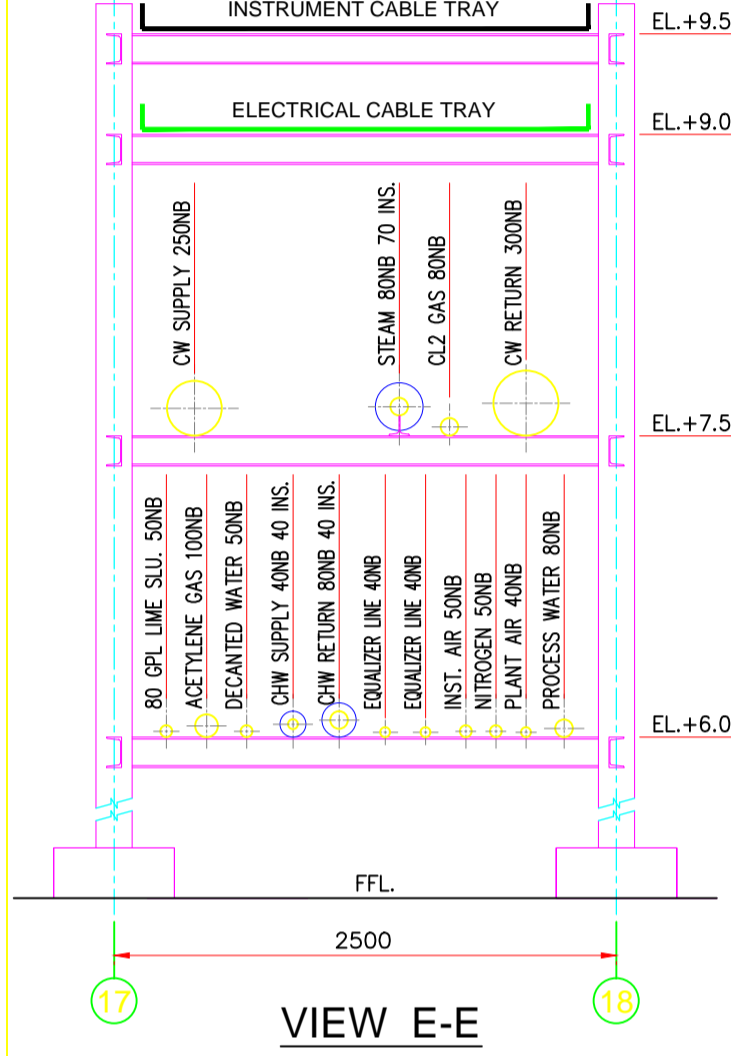 INSTRUMENT CABLE TRAY
EL.+9.5
ELECTRICAL CABLE TRAY
EL.+9.0
CW SUPPLY 250NB
STEAM 80NB 70 INS.
CL2 GAS 80NB
CW RETURN 300NB
EL.+7.5
80 GPL LIME SLU. 50NB
ACETYLENE GAS 100NB
DECANTED WATER 50NB
CHW SUPPLY 40NB 40 INS.
CHW RETURN 80NB 40 INS.
EQUALIZER LINE 40NB
EQUALIZER LINE 40NB
INST. AIR 50NB
NITROGEN 50NB
PLANT AIR 40NB
PROCESS WATER 80NB
EL.+6.0
FFL.
2500
17
18
VIEW E-E